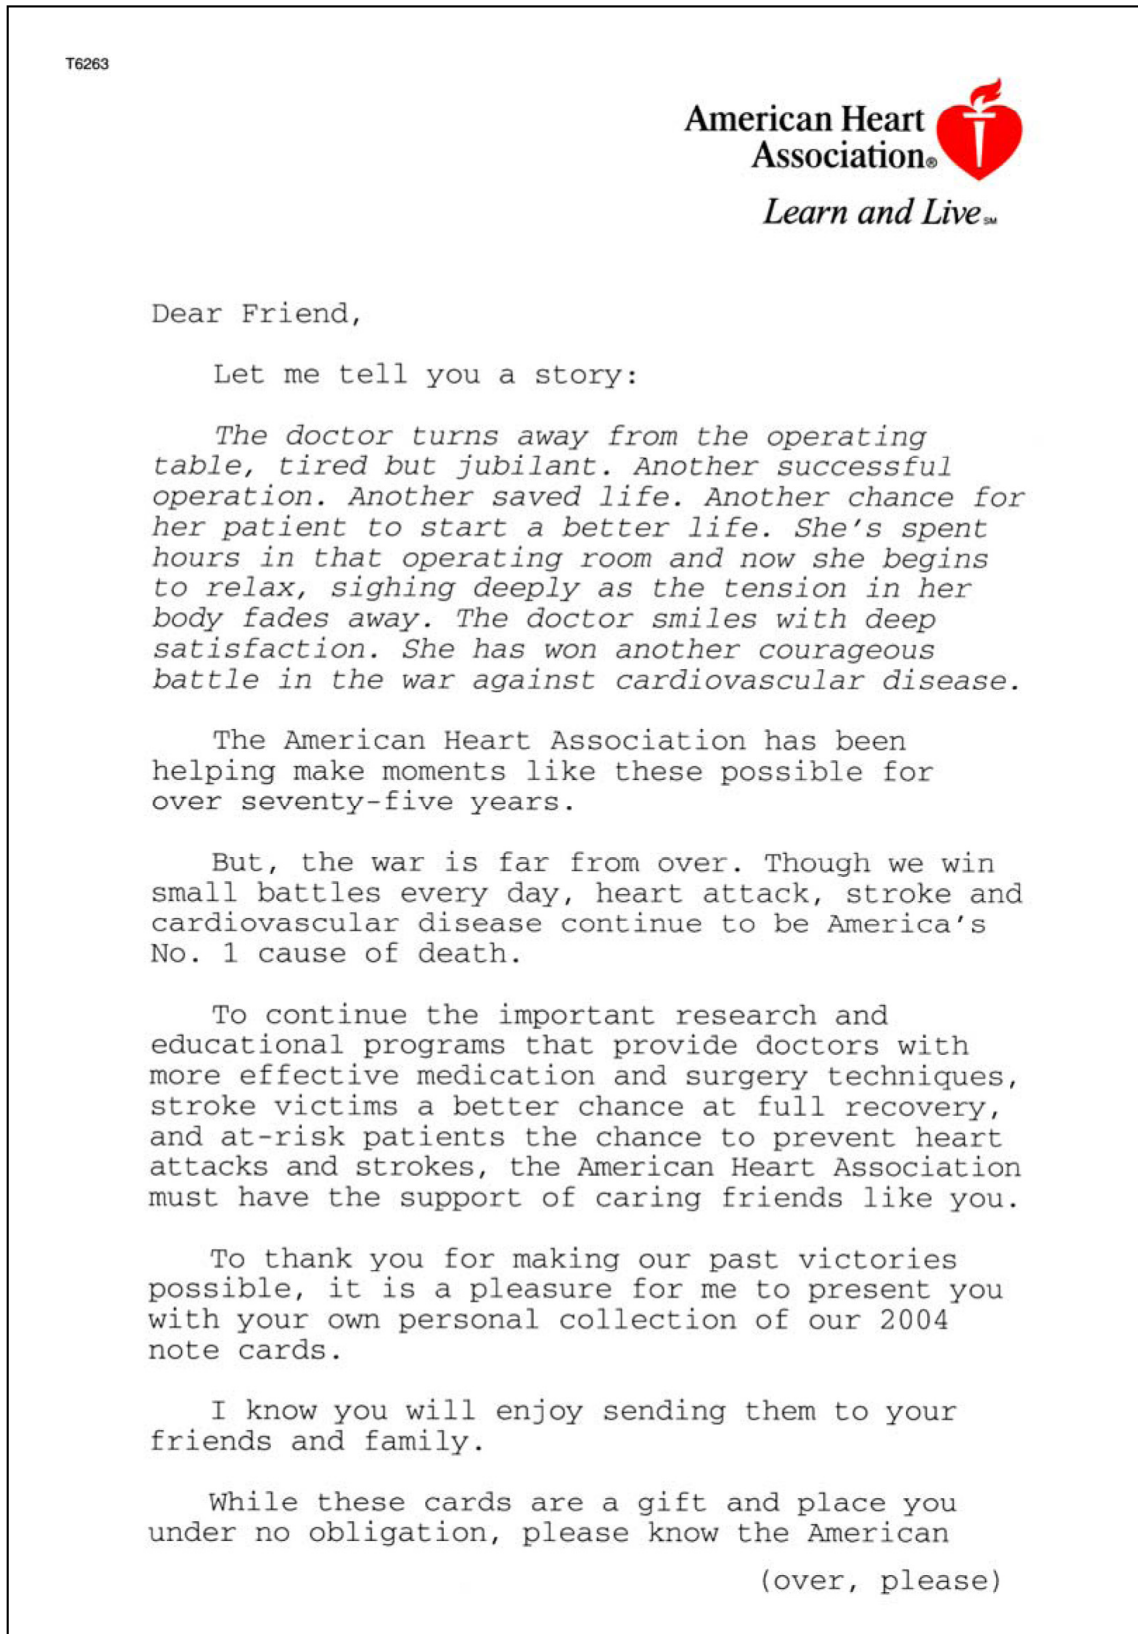 T6263
American Heart
Association®
Learn and Live℠
Dear Friend,
Let me tell you a story:
The doctor turns away from the operating
table, tired but jubilant. Another successful
operation. Another saved life. Another chance for
her patient to start a better life. She's spent
hours in that operating room and now she begins
to relax, sighing deeply as the tension in her
body fades away. The doctor smiles with deep
satisfaction. She has won another courageous
battle in the war against cardiovascular disease.
The American Heart Association has been
helping make moments like these possible for
over seventy-five years.
But, the war is far from over. Though we win
small battles every day, heart attack, stroke and
cardiovascular disease continue to be America's
No. 1 cause of death.
To continue the important research and
educational programs that provide doctors with
more effective medication and surgery techniques,
stroke victims a better chance at full recovery,
and at-risk patients the chance to prevent heart
attacks and strokes, the American Heart Association
must have the support of caring friends like you.
To thank you for making our past victories
possible, it is a pleasure for me to present you
with your own personal collection of our 2004
note cards.
I know you will enjoy sending them to your
friends and family.
While these cards are a gift and place you
under no obligation, please know the American
(over, please)